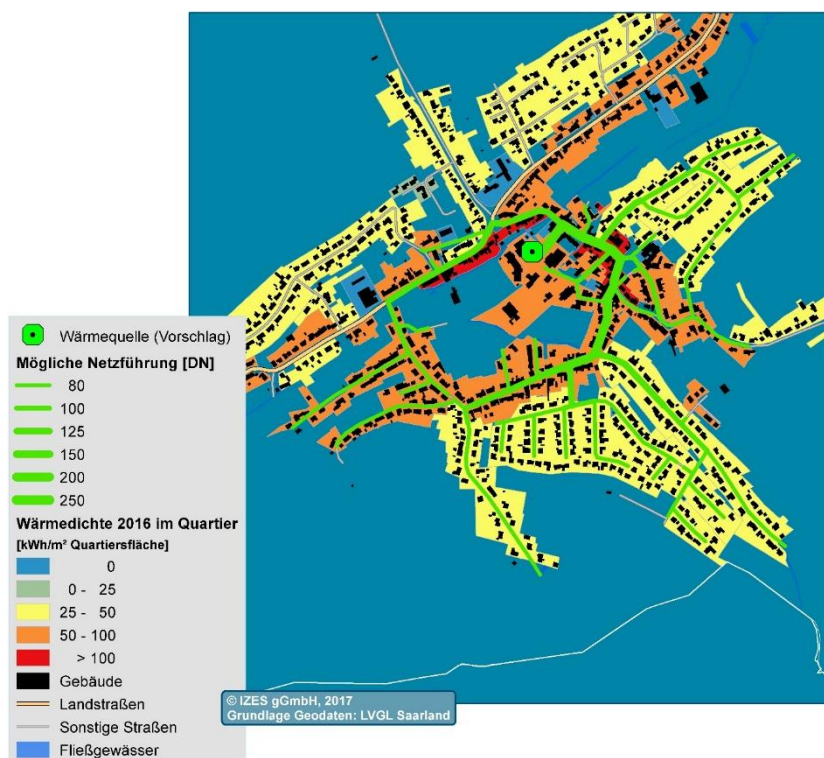 Wärmequelle (Vorschlag)
Mögliche Netzführung [DN]
80
100
125
150
200
250
Wärmedichte 2016 im Quartier
[kWh/m² Quartiersfläche]
0
0 - 25
25 - 50
50 - 100
> 100
Gebäude
Landstraßen
Sonstige Straßen
Fließgewässer
© IZES gGmbH, 2017
Grundlage Geodaten: LVGL Saarland